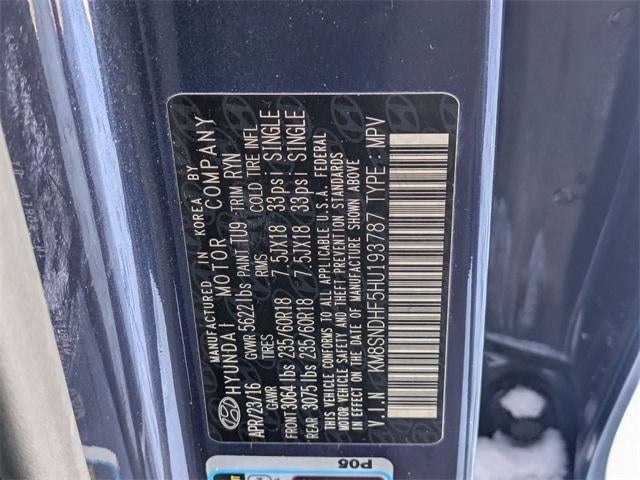 MANUFACTURED IN KOREA BY
HYUNDAI MOTOR COMPANY
APR/23/16 GVWR 5622lbs PAINT TU9 TRIM RYN
GAWR TIRES RIMS COLD TIRE INFL
FRONT 3064 lbs 235/60R18 7.5JX18 33psi SINGLE
REAR 3075 lbs 235/60R18 7.5JX18 33psi SINGLE
THIS VEHICLE CONFORMS TO ALL APPLICABLE U.S.A. FEDERAL
MOTOR VEHICLE SAFETY AND THEFT PREVENTION STANDARDS
IN EFFECT ON THE DATE OF MANUFACTURE SHOWN ABOVE
V.I.N KM8SNDHF5HU193787 TYPE : MPV
P05